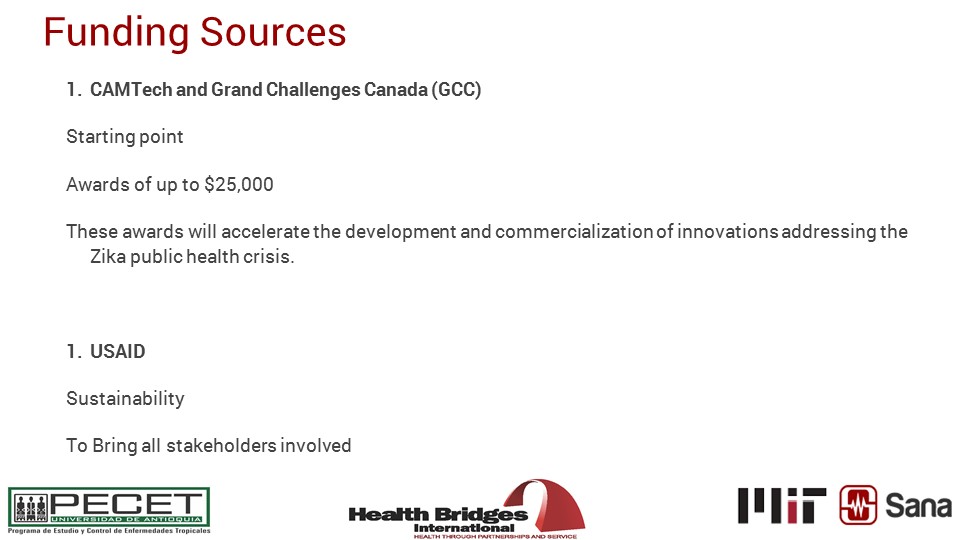 Funding Sources
1. CAMTech and Grand Challenges Canada (GCC)
Starting point
Awards of up to $25,000
These awards will accelerate the development and commercialization of innovations addressing the
Zika public health crisis.
1. USAID
Sustainability
To Bring all stakeholders involved
PECET
UNIVERSIDAD DE ANTIOQUIA
Programa de Estudio y Control de Enfermedades Tropicales
Health Bridges
International
HEALTH THROUGH PARTNERSHIPS AND SERVICE
MIT
Sana